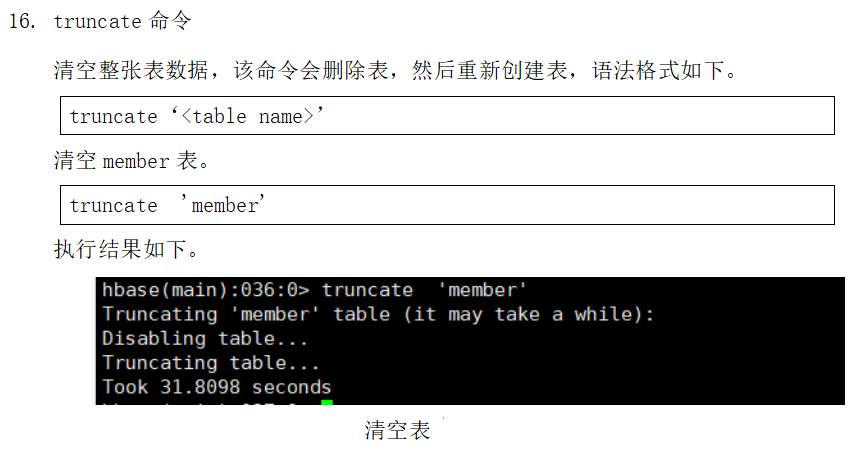 16. truncate 命令
清空整张表数据，该命令会删除表，然后重新创建表，语法格式如下。
truncate ‘<table name>’
清空 member 表。
truncate  'member'
执行结果如下。
hbase(main):036:0> truncate  'member'
Truncating 'member' table (it may take a while):
Disabling table...
Truncating table...
Took 31.8098 seconds
清空表